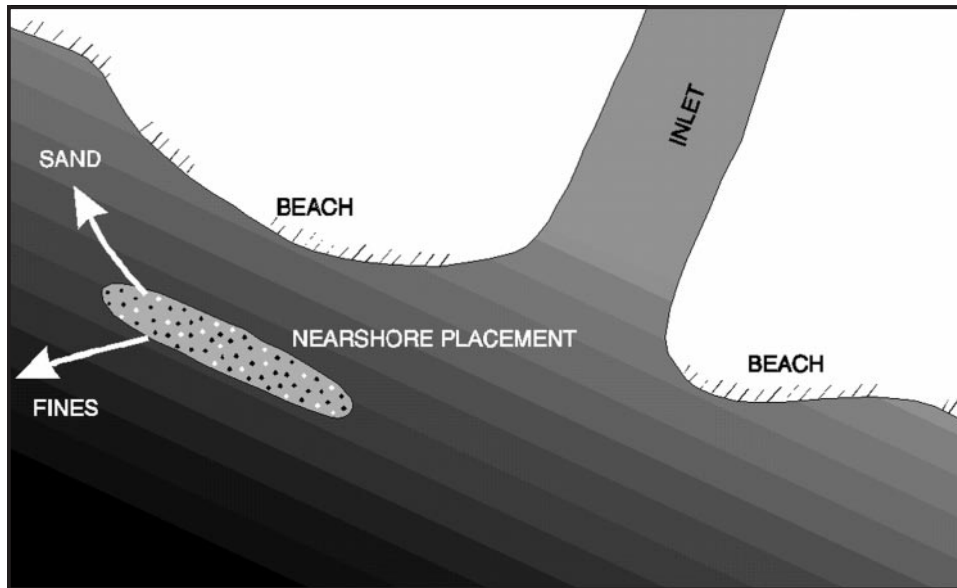 INLET
SAND
BEACH
NEARSHORE PLACEMENT
BEACH
FINES